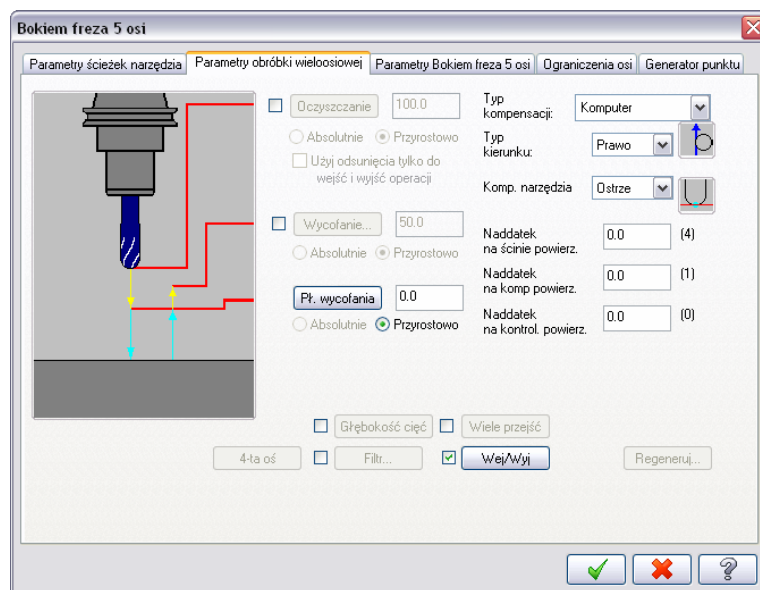 Bokiem freza 5 osi
Parametry ścieżek narzędzia
Parametry obróbki wieloosiowej
Parametry Bokiem freza 5 osi
Ograniczenia osi
Generator punktu
Oczyszczanie
100.0
Absolutnie
Przyrostowo
Użyj odsunięcia tylko do
wejść i wyjść operacji
Wycofanie...
50.0
Absolutnie
Przyrostowo
Pł. wycofania
0.0
Absolutnie
Przyrostowo
Typ
kompensacji:
Komputer
Typ
kierunku:
Prawo
Komp. narzędzia
Ostrze
Naddatek
na ścinie powierz.
0.0
(4)
Naddatek
na komp powierz.
0.0
(1)
Naddatek
na kontrol. powierz.
0.0
(0)
Głębokość cięć
Wiele przejść
4-ta oś
Filtr...
Wej/Wyj
Regeneruj...